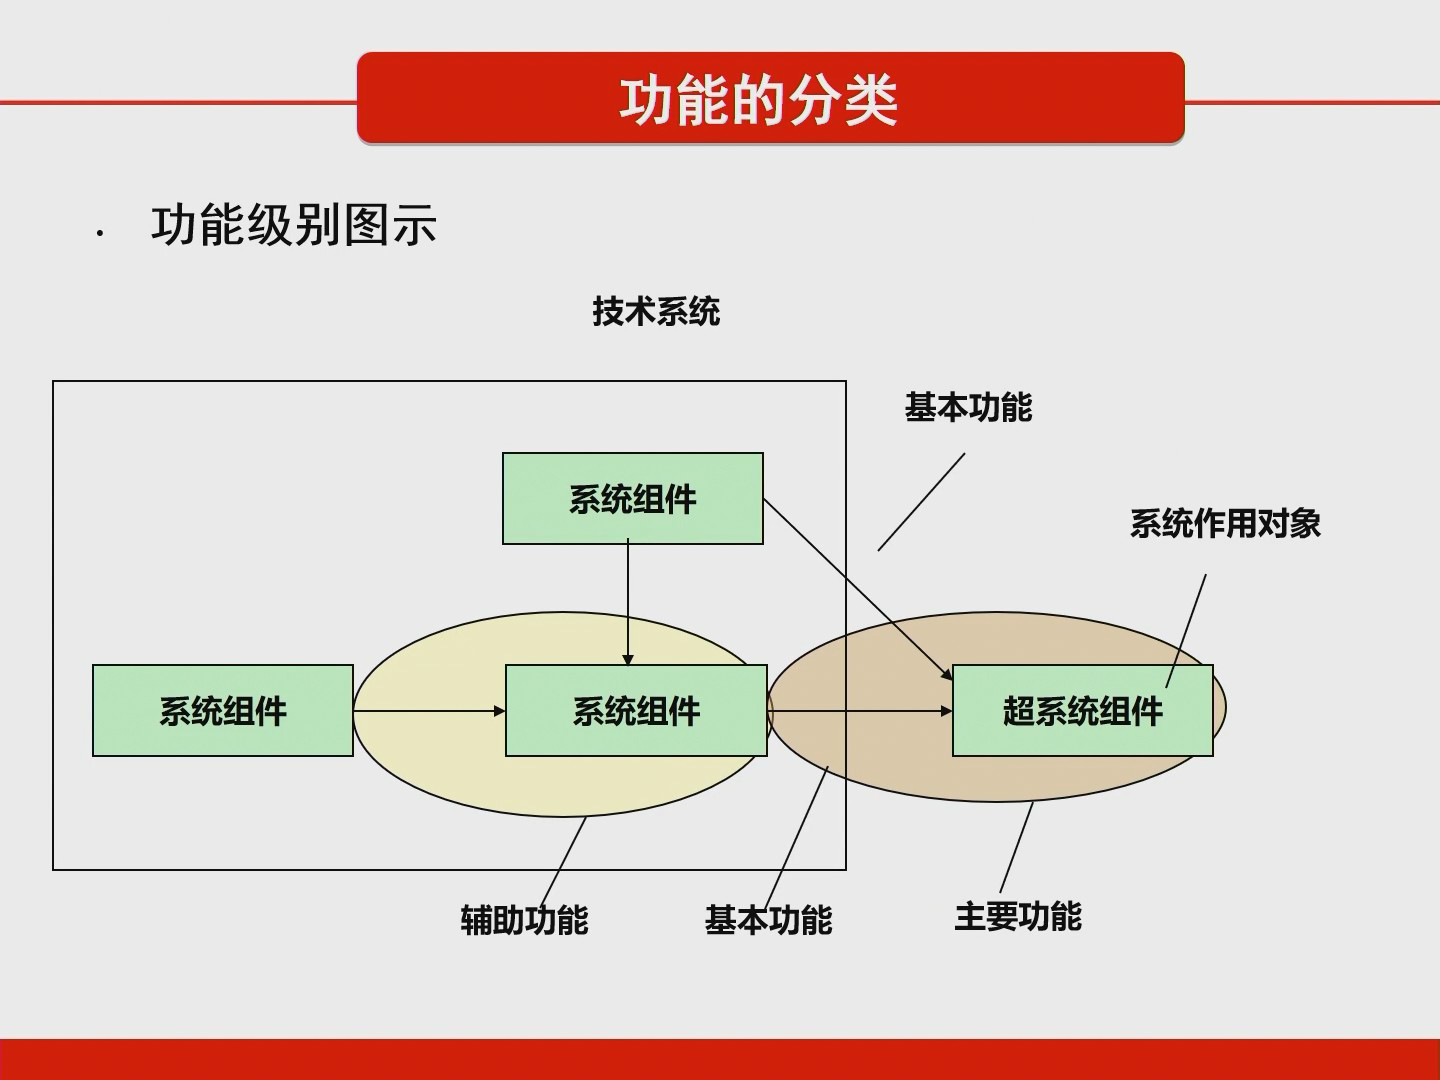 功能的分类
· 功能级别图示
技术系统
基本功能
系统组件
系统作用对象
系统组件
系统组件
超系统组件
辅助功能
基本功能
主要功能